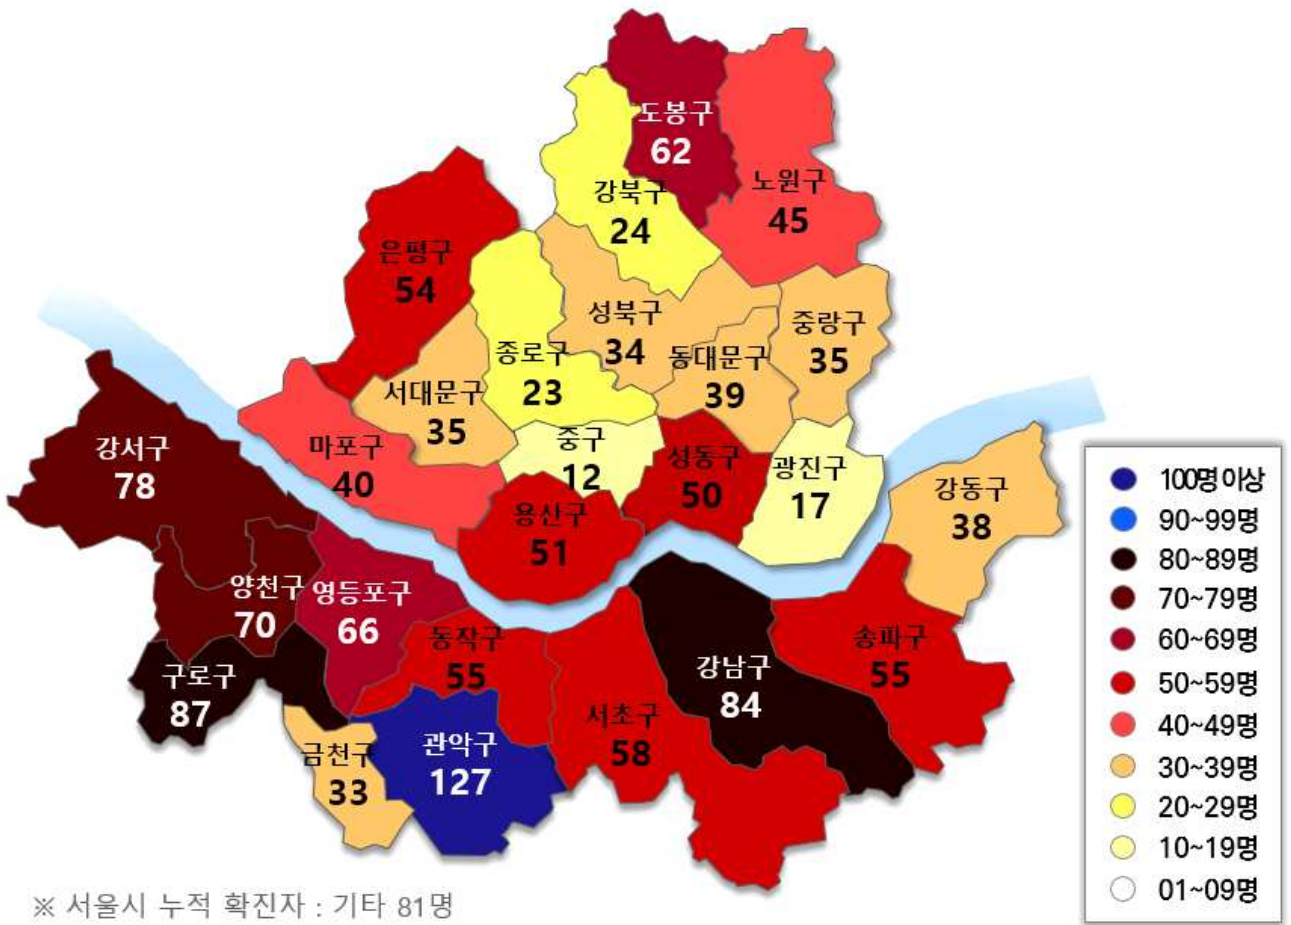 도봉구
62
강북구
24
노원구
45
은평구
54
성북구
34
중랑구
35
종로구
23
동대문구
39
서대문구
35
마포구
40
중구
12
성동구
50
광진구
17
강서구
78
강동구
38
용산구
51
양천구
70
영등포구
66
동작구
55
송파구
55
구로구
87
강남구
84
서초구
58
금천구
33
관악구
127
100명 이상
90~99명
80~89명
70~79명
60~69명
50~59명
40~49명
30~39명
20~29명
10~19명
01~09명
※ 서울시 누적 확진자 : 기타 81명